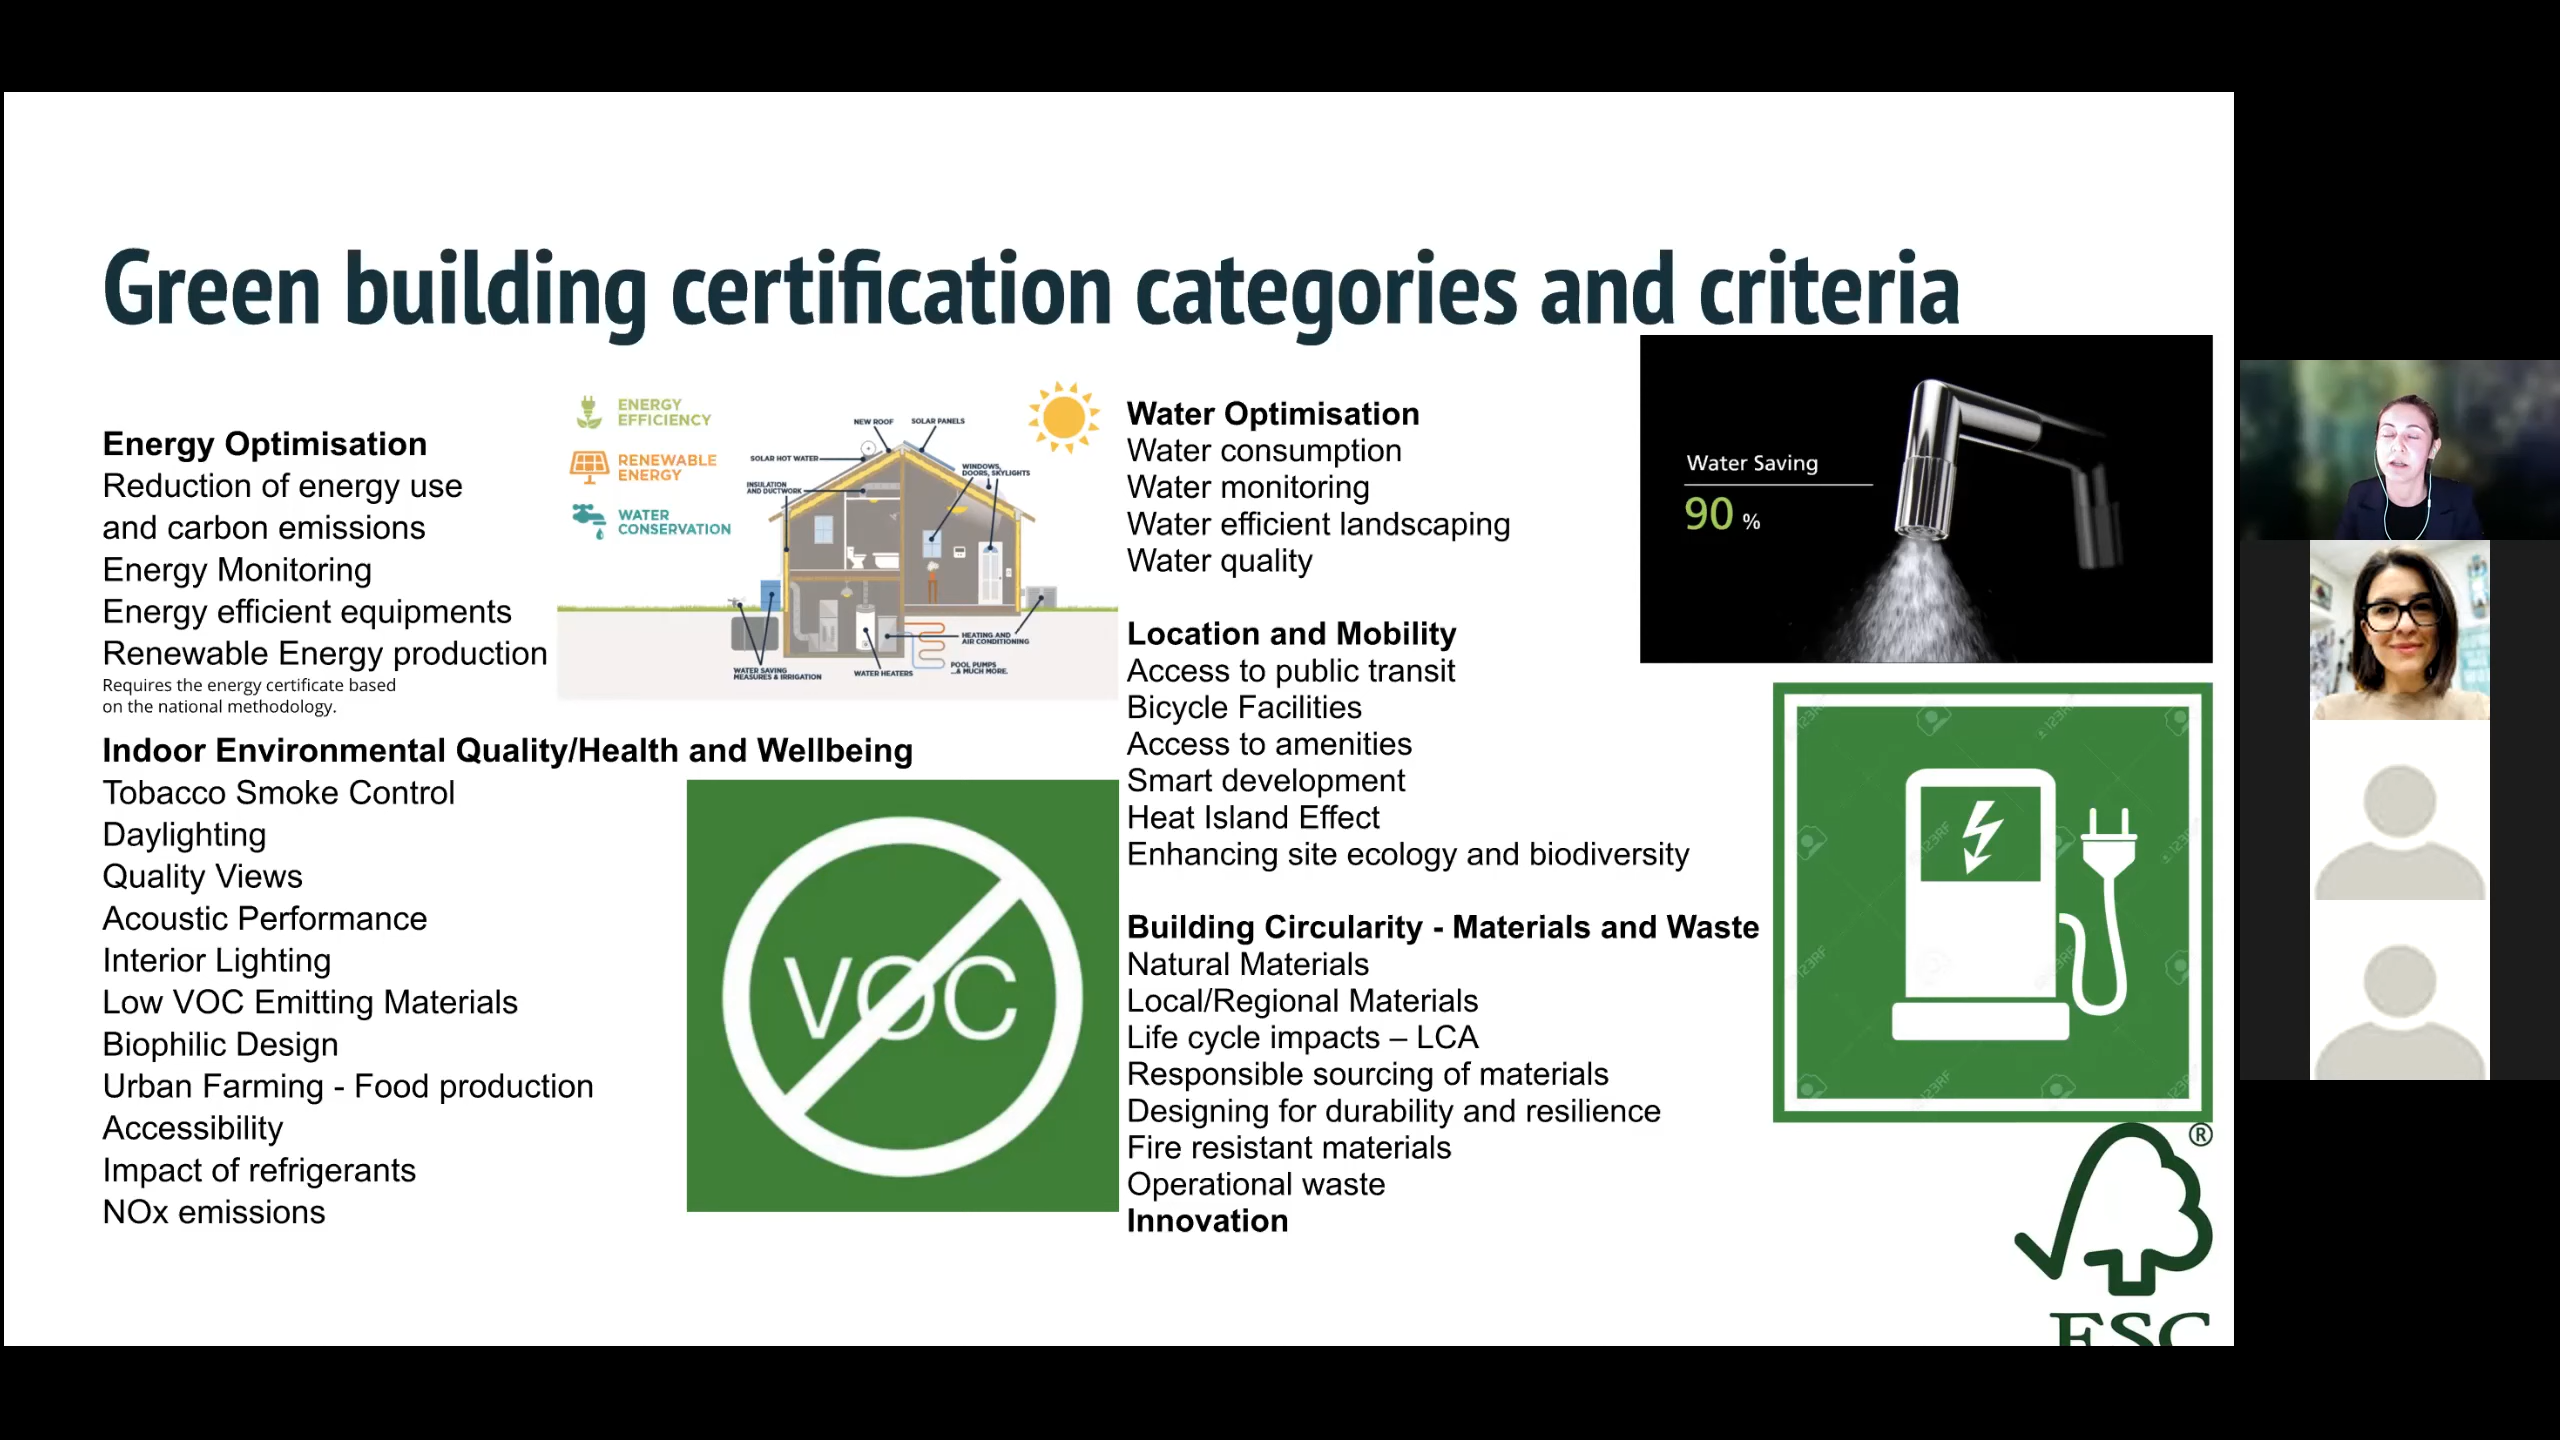 Green building certification categories and criteria
Energy Optimisation
Reduction of energy use
and carbon emissions
Energy Monitoring
Energy efficient equipments
Renewable Energy production
Requires the energy certificate based
on the national methodology.
ENERGY
EFFICIENCY
RENEWABLE
ENERGY
WATER
CONSERVATION
NEW ROOF
SOLAR PANELS
SOLAR HOT WATER
WINDOWS,
DOORS, SKYLIGHTS
INSULATION
AND DUCTWORK
HEATING AND
AIR CONDITIONING
WATER SAVING
MEASURES & IRRIGATION
WATER HEATERS
POOL PUMPS
...& MUCH MORE.
Indoor Environmental Quality/Health and Wellbeing
Tobacco Smoke Control
Daylighting
Quality Views
Acoustic Performance
Interior Lighting
Low VOC Emitting Materials
Biophilic Design
Urban Farming - Food production
Accessibility
Impact of refrigerants
NOx emissions
VOC
Water Optimisation
Water consumption
Water monitoring
Water efficient landscaping
Water quality
Location and Mobility
Access to public transit
Bicycle Facilities
Access to amenities
Smart development
Heat Island Effect
Enhancing site ecology and biodiversity
Building Circularity - Materials and Waste
Natural Materials
Local/Regional Materials
Life cycle impacts – LCA
Responsible sourcing of materials
Designing for durability and resilience
Fire resistant materials
Operational waste
Innovation
Water Saving
90 %
123RF
®
FSC